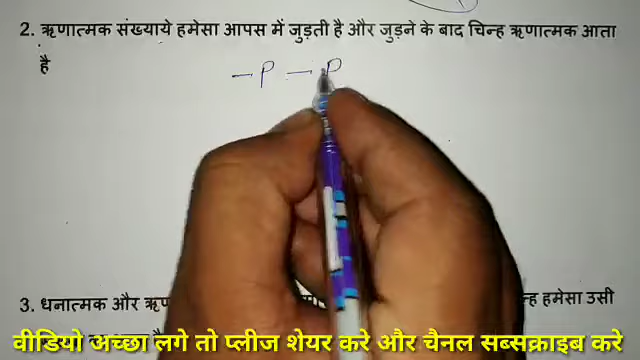 2. ऋणात्मक संख्याये हमेसा आपस में जुड़ती है और जुड़ने के बाद चिन्ह ऋणात्मक आता
है
– P – P
3. धनात्मक और
हमेसा उसी
वीडियो अच्छा लगे तो प्लीज शेयर करे और चैनल सब्सक्राइब करे